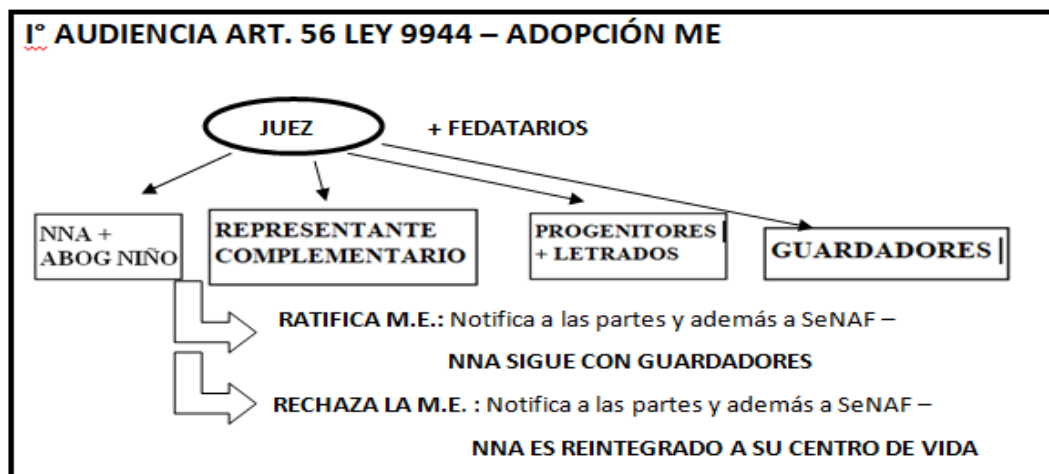 I° AUDIENCIA ART. 56 LEY 9944 – ADOPCIÓN ME
JUEZ
+ FEDATARIOS
NNA +
ABOG NIÑO
REPRESENTANTE
COMPLEMENTARIO
PROGENITORES
+ LETRADOS
GUARDADORES
RATIFICA M.E.: Notifica a las partes y además a SeNAF –
NNA SIGUE CON GUARDADORES
RECHAZA LA M.E. : Notifica a las partes y además a SeNAF –
NNA ES REINTEGRADO A SU CENTRO DE VIDA